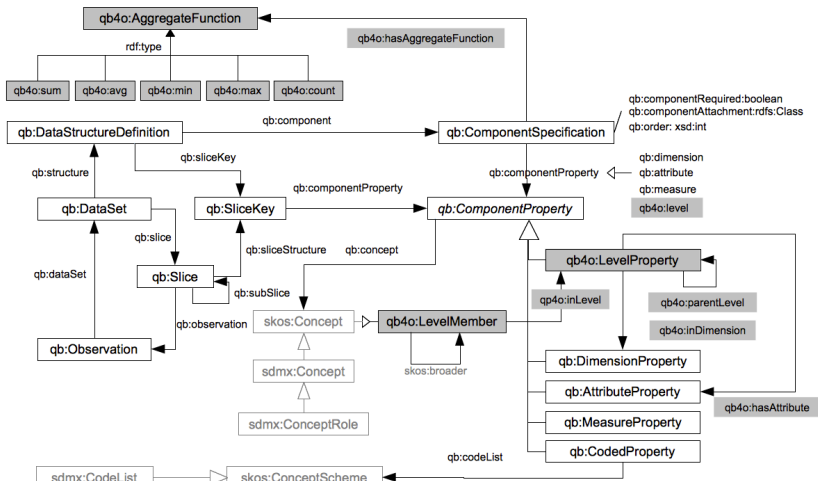 qb4o:AggregateFunction
qb4o:hasAggregateFunction
rdf:type
qb4o:sum
qb4o:avg
qb4o:min
qb4o:max
qb4o:count
qb:componentRequired:boolean
qb:componentAttachment:rdfs:Class
qb:order: xsd:int
qb:component
qb:DataStructureDefinition
qb:ComponentSpecification
qb:structure
qb:sliceKey
qb:componentProperty
qb:dimension
qb:attribute
qb:measure
qb4o:level
qb:componentProperty
qb:DataSet
qb:SliceKey
qb:ComponentProperty
qb:slice
qb:sliceStructure
qb:concept
qb:dataSet
qb:Slice
qb:subSlice
qb4o:LevelProperty
qp4o:inLevel
qb4o:parentLevel
qb:observation
skos:Concept
qb4o:LevelMember
qb4o:inDimension
qb:Observation
skos:broader
sdmx:Concept
qb:DimensionProperty
qb:AttributeProperty
qb4o:hasAttribute
sdmx:ConceptRole
qb:MeasureProperty
qb:CodedProperty
qb:codeList
sdmx:CodeList
skos:ConceptScheme